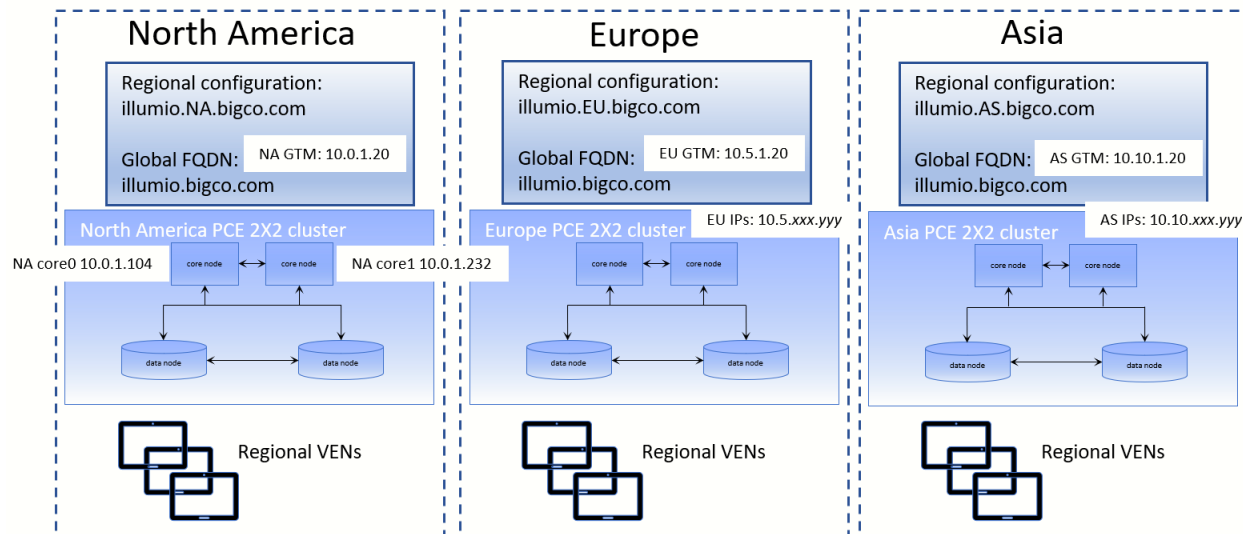 North America
Regional configuration:
illumio.NA.bigco.com
Global FQDN:
NA GTM: 10.0.1.20
illumio.bigco.com
North America PCE 2X2 cluster
NA core0 10.0.1.104
core node
core node
NA core1 10.0.1.232
data node
data node
Regional VENs
Europe
Regional configuration:
illumio.EU.bigco.com
Global FQDN:
EU GTM: 10.5.1.20
illumio.bigco.com
EU IPs: 10.5.xxx.yyy
Europe PCE 2X2 cluster
core node
core node
data node
data node
Regional VENs
Asia
Regional configuration:
illumio.AS.bigco.com
Global FQDN:
AS GTM: 10.10.1.20
illumio.bigco.com
AS IPs: 10.10.xxx.yyy
Asia PCE 2X2 cluster
core node
core node
data node
data node
Regional VENs